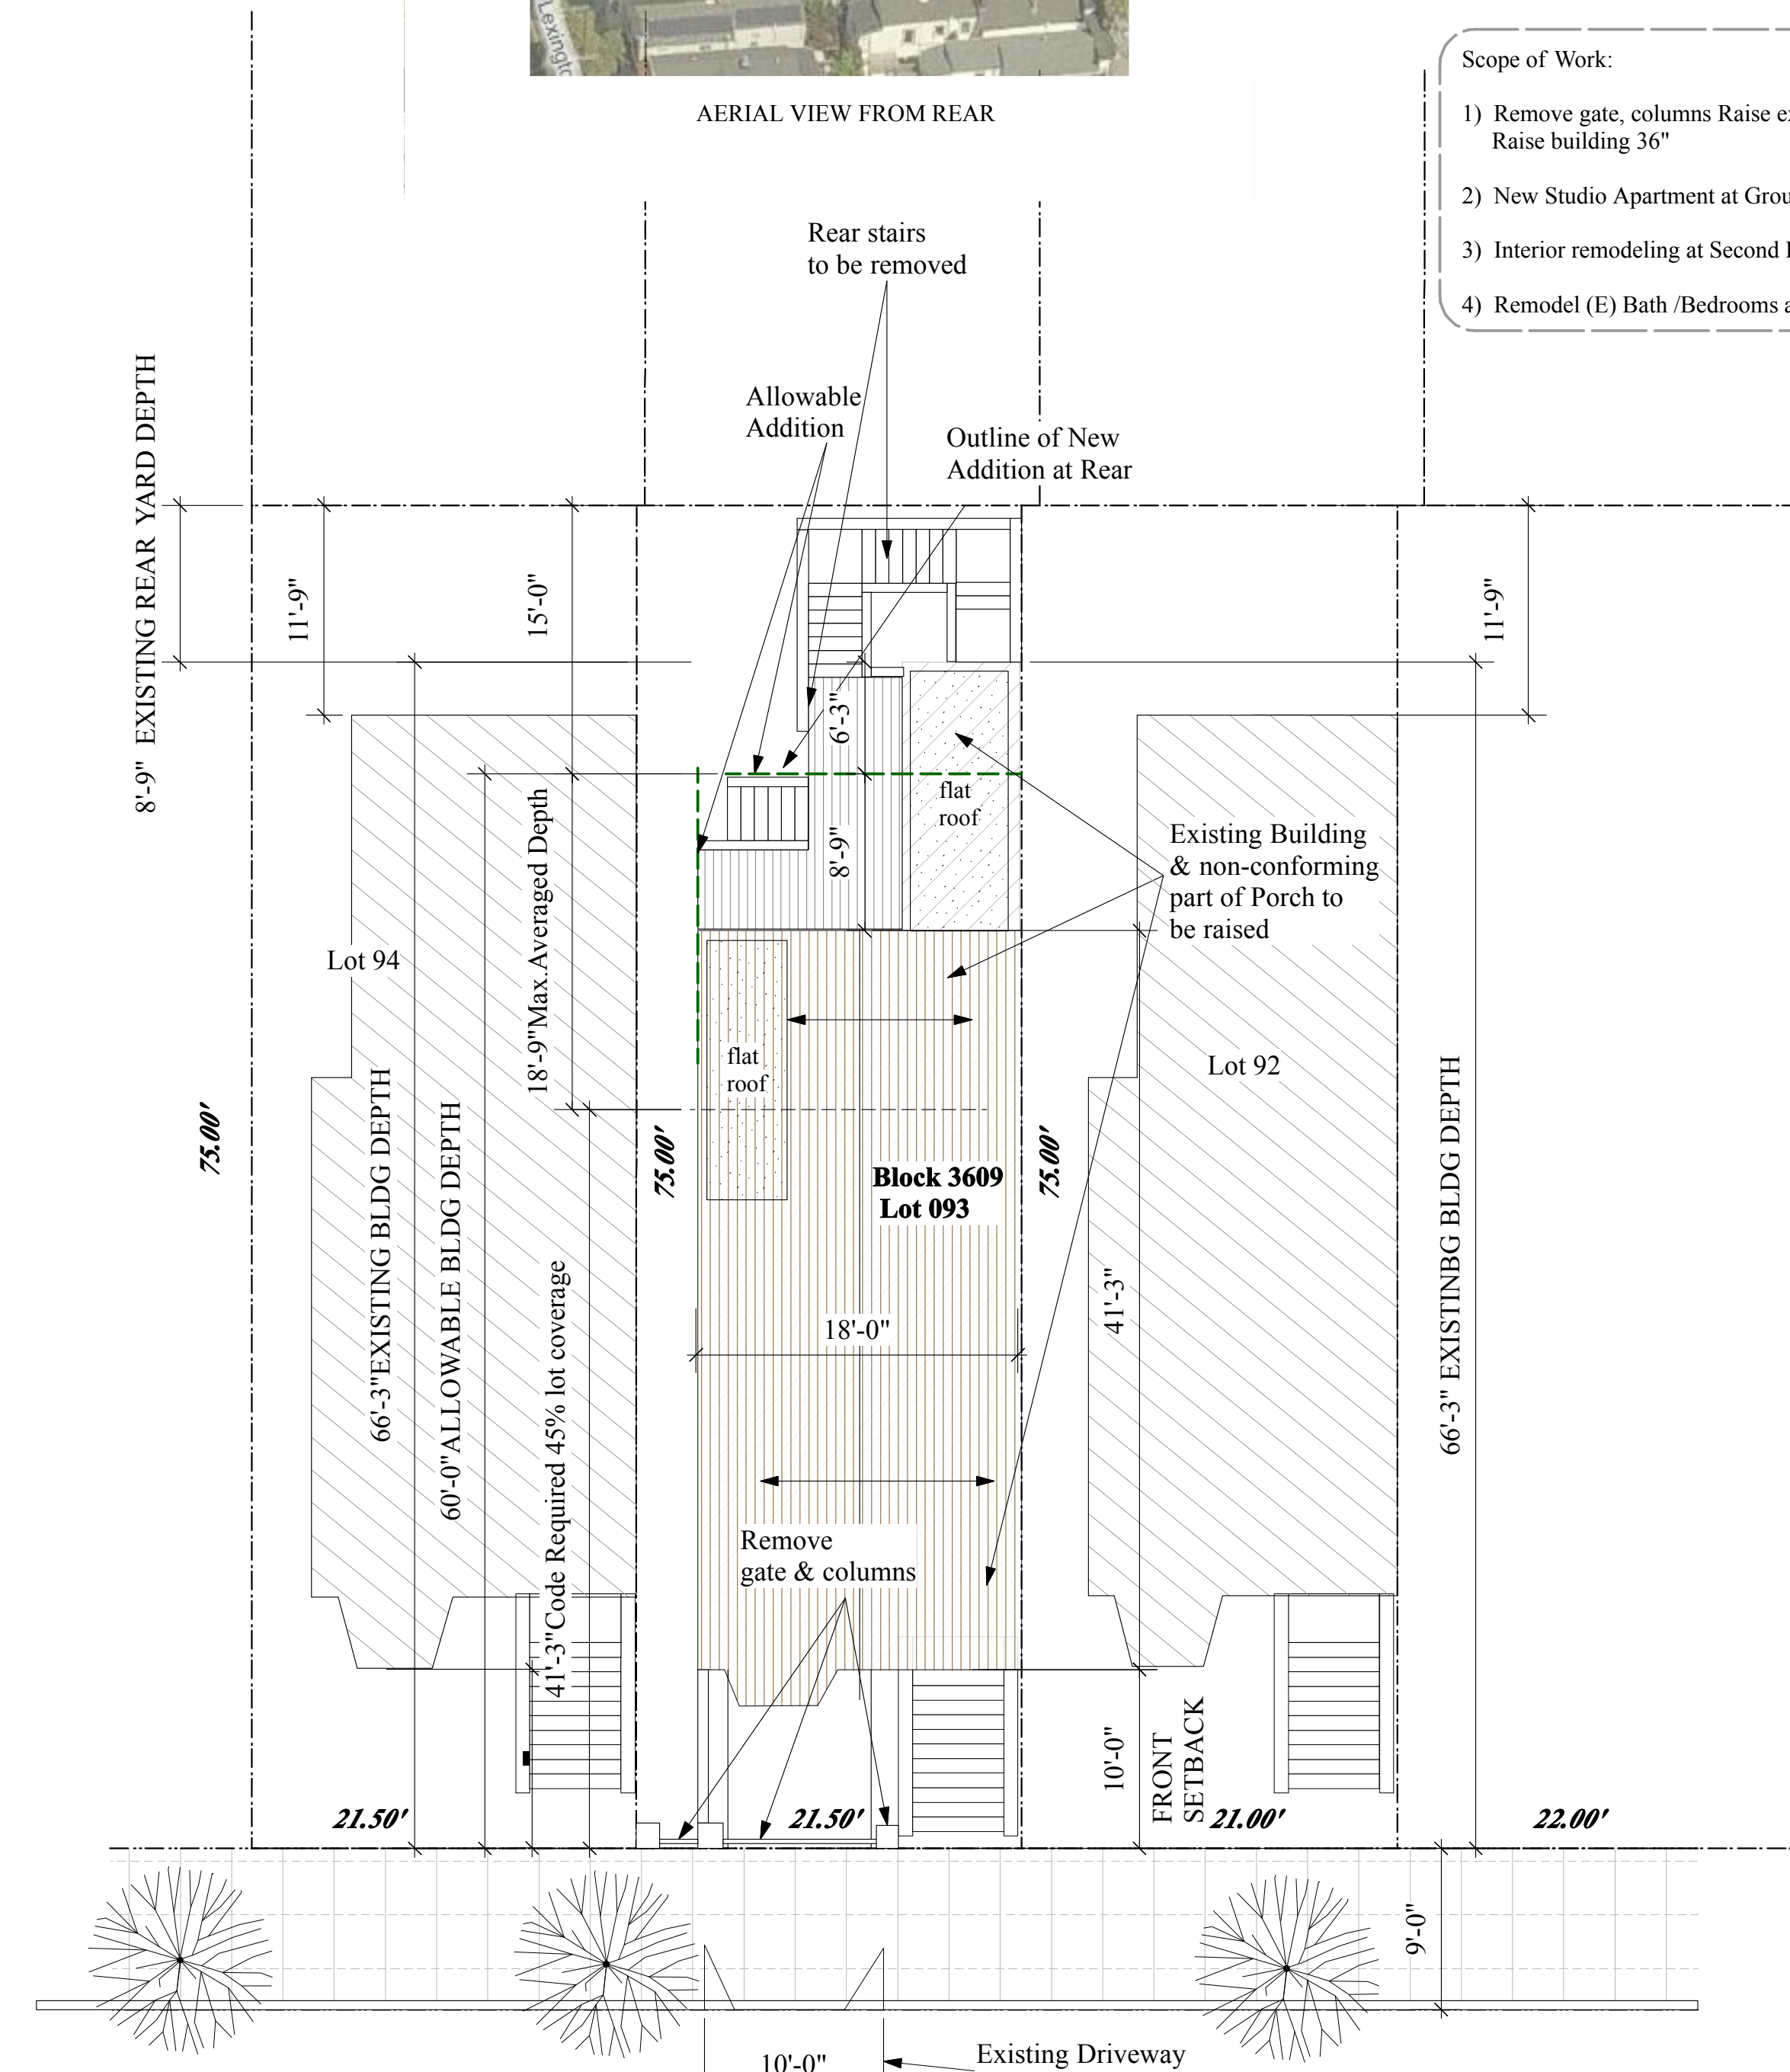 Lexingto
AERIAL VIEW FROM REAR
Scope of Work:
1) Remove gate, columns Raise ex
Raise building 36"
2) New Studio Apartment at Grou
3) Interior remodeling at Second
4) Remodel (E) Bath /Bedrooms a
Rear stairs
to be removed
Allowable
Addition
Outline of New
Addition at Rear
8'-9" EXISTING REAR YARD DEPTH
11'-9"
15'-0"
11'-9"
6'-3"
8'-9"
flat
roof
Existing Building
& non-conforming
part of Porch to
be raised
18'-9"Max.Averaged Depth
Lot 94
flat
roof
Lot 92
75.00'
75.00'
75.00'
Block 3609
Lot 093
66'-3"EXISTING BLDG DEPTH
60'-0"ALLOWABLE BLDG DEPTH
41'-3"Code Required 45% lot coverage
41'-3"
66'-3" EXISTINBG BLDG DEPTH
18'-0"
Remove
gate & columns
10'-0"
FRONT
SETBACK
21.50'
21.50'
21.00'
22.00'
9'-0"
10'-0"
Existing Driveway